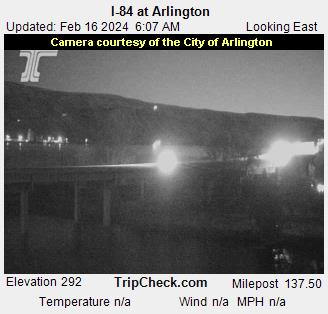 I-84 at Arlington
Updated: Feb 16 2024 6:07 AM Looking East
Camera courtesy of the City of Arlington
Elevation 292 TripCheck.com Milepost 137.50
Temperature n/a Wind n/a MPH n/a